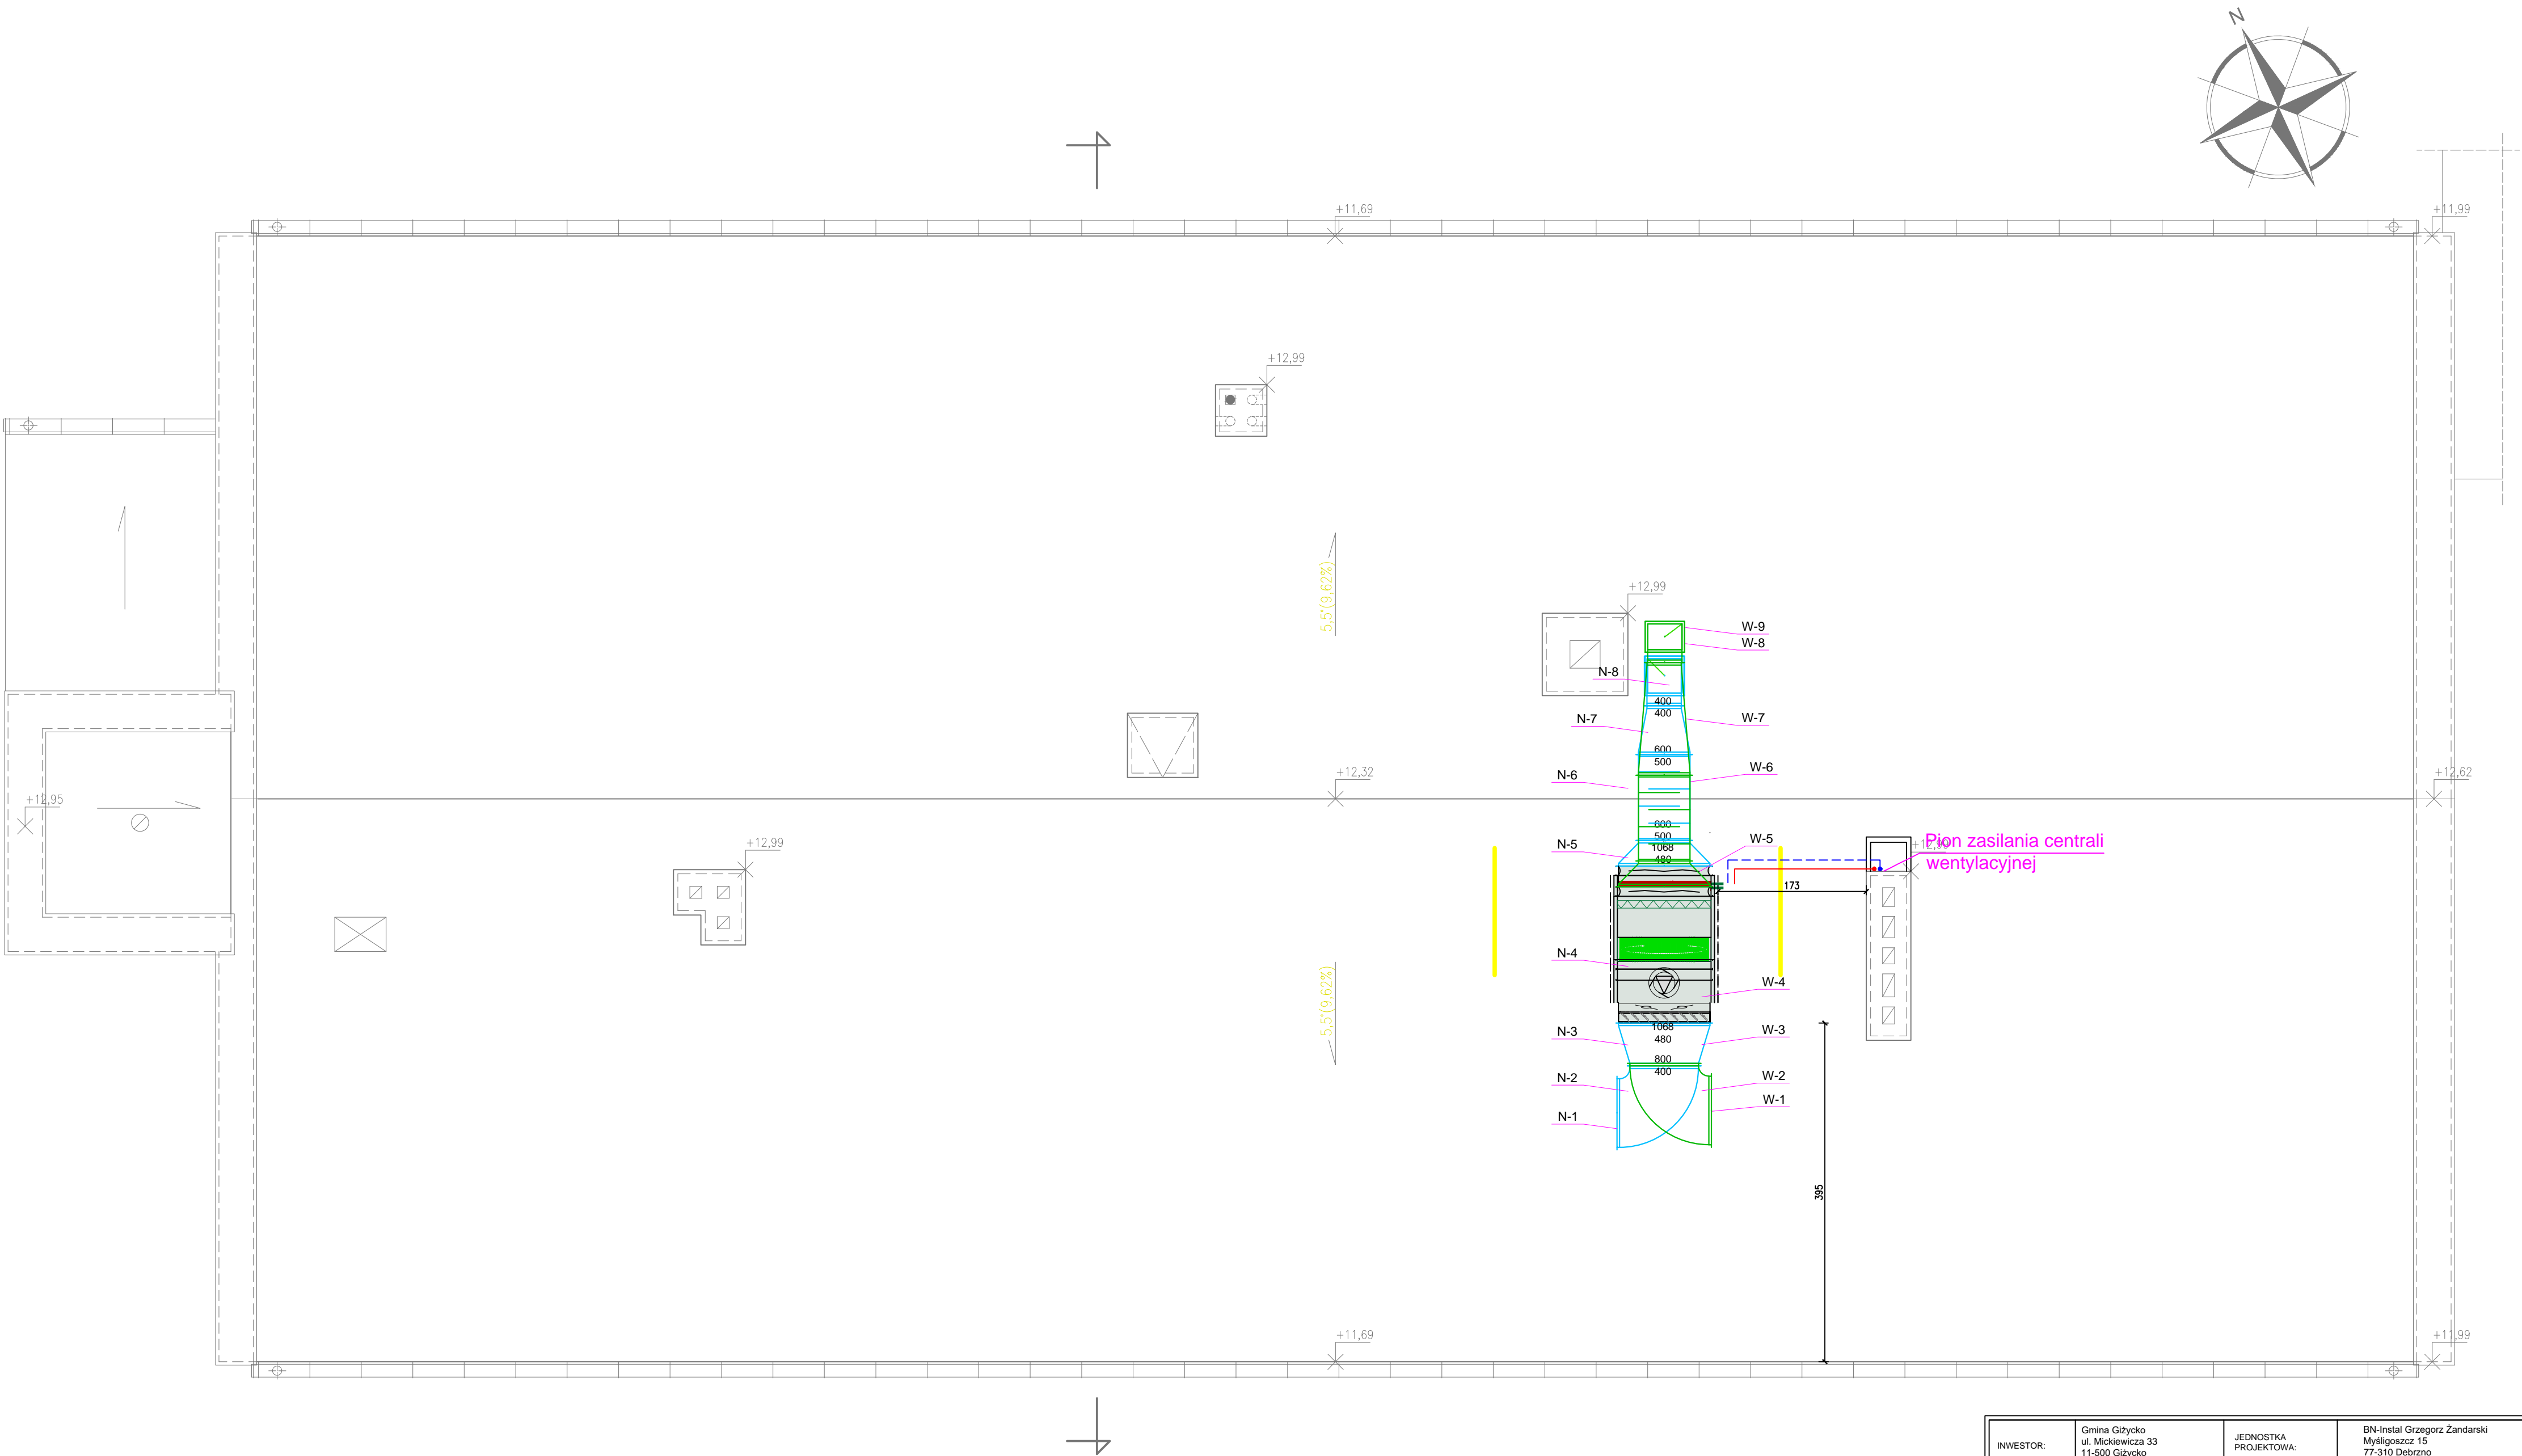 N
+11,69
+11,99
+12,99
5,5°(9,62%)
+12,99
W-9
W-8
N-8
400
400
N-7
W-7
600
500
+12,32
W-6
N-6
+12,62
+12,95
600
500
1068
480
W-5
N-5
+12,99
Pion zasilania centrali
wentylacyjnej
173
N-4
W-4
5,5°(9,62%)
1068
480
N-3
W-3
800
400
N-2
W-2
W-1
N-1
395
+11,69
+11,99
INWESTOR:
Gmina Giżycko
ul. Mickiewicza 33
11-500 Giżycko
JEDNOSTKA
PROJEKTOWA:
BN-Instal Grzegorz Żandarski
Myśligoszcz 15
77-310 Debrzno